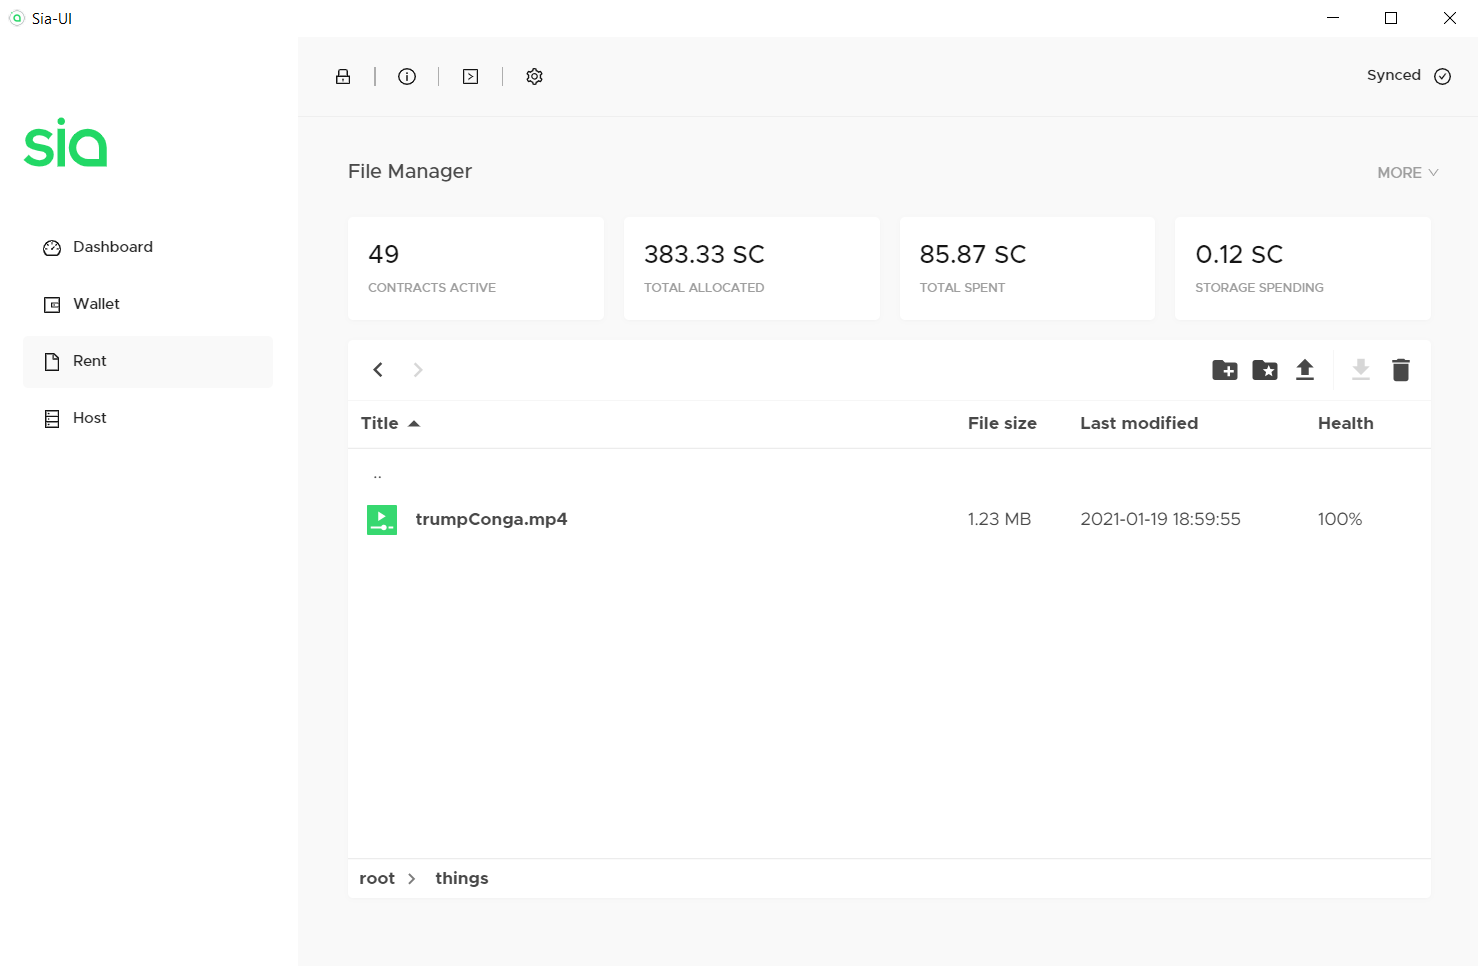 Sia-UI
sia
Dashboard
Wallet
Rent
Host
Synced
File Manager
MORE
49
CONTRACTS ACTIVE
383.33 SC
TOTAL ALLOCATED
85.87 SC
TOTAL SPENT
0.12 SC
STORAGE SPENDING
Title File size Last modified Health
..
trumpConga.mp4 1.23 MB 2021-01-19 18:59:55 100%
root > things